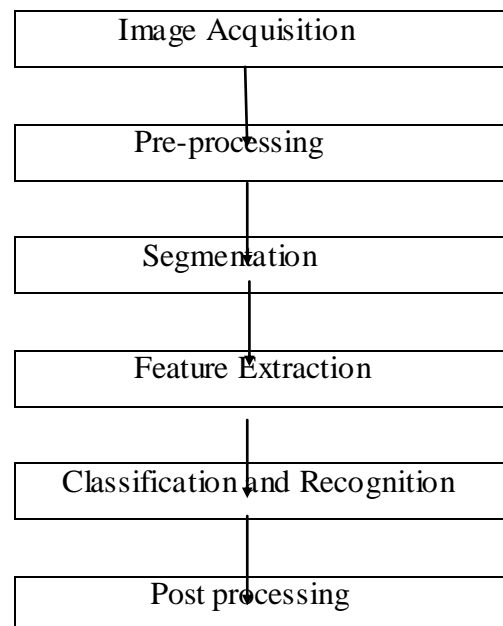 Image Acquisition
Pre-processing
Segmentation
Feature Extraction
Classification and Recognition
Post processing